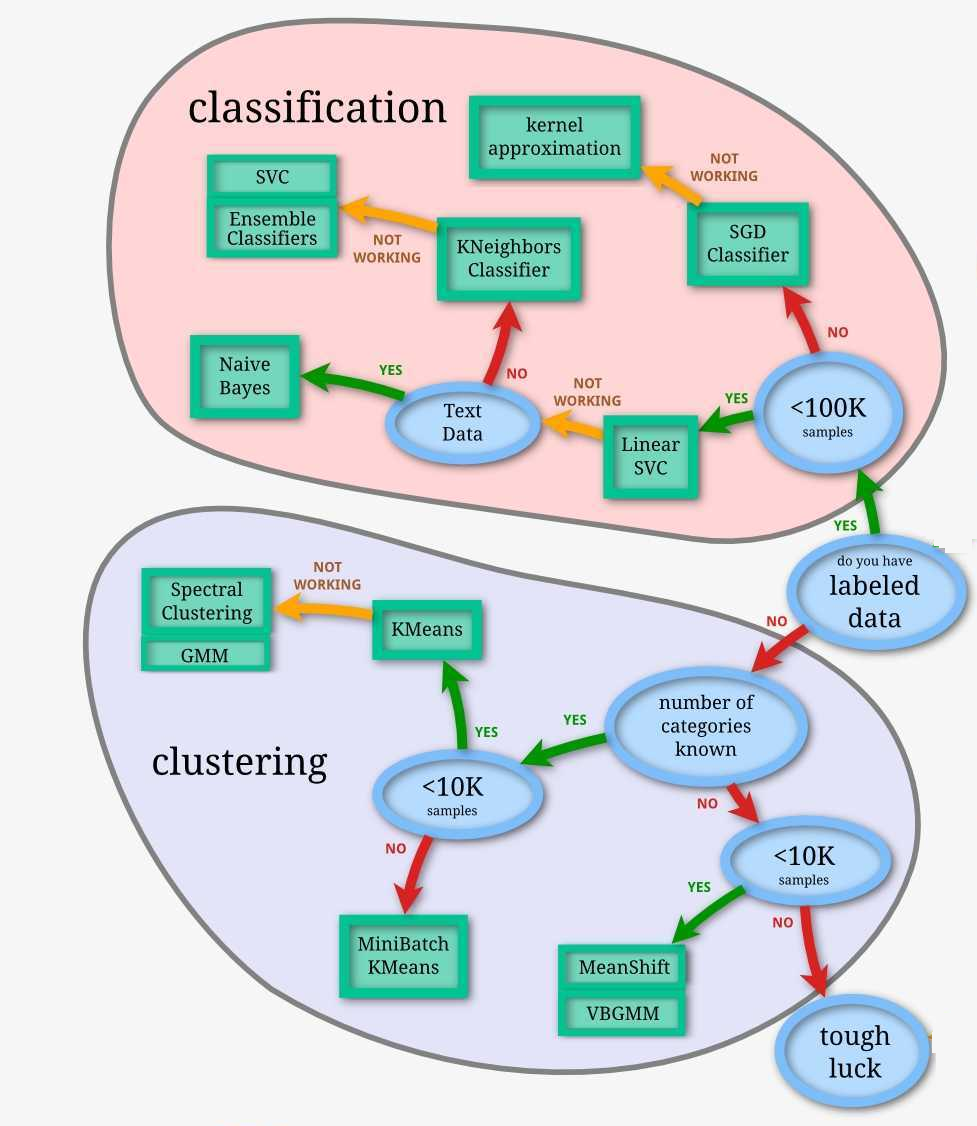 classification
kernel
approximation
NOT
WORKING
SVC
Ensemble
Classifiers
NOT
WORKING
KNeighbors
Classifier
SGD
Classifier
NO
Naive
Bayes
YES
NO
Text
Data
NOT
WORKING
Linear
SVC
YES
<100K
samples
YES
do you have
labeled
data
NO
Spectral
Clustering
GMM
NOT
WORKING
KMeans
number of
categories
known
YES
YES
clustering
<10K
samples
NO
NO
<10K
samples
YES
NO
MiniBatch
KMeans
MeanShift
VBGMM
tough
luck